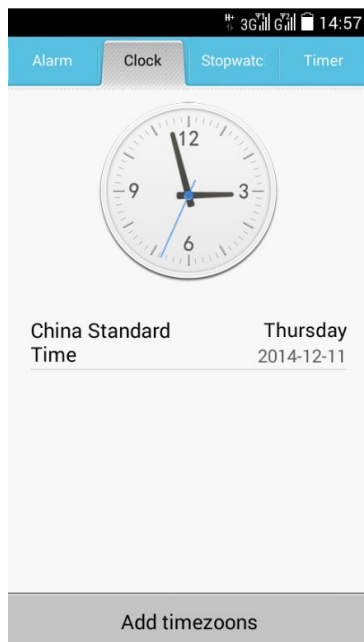 H+ 3G G 14:57
Alarm Clock Stopwatc Timer
12
9 3
6
China Standard Thursday
Time 2014-12-11
Add timezoons